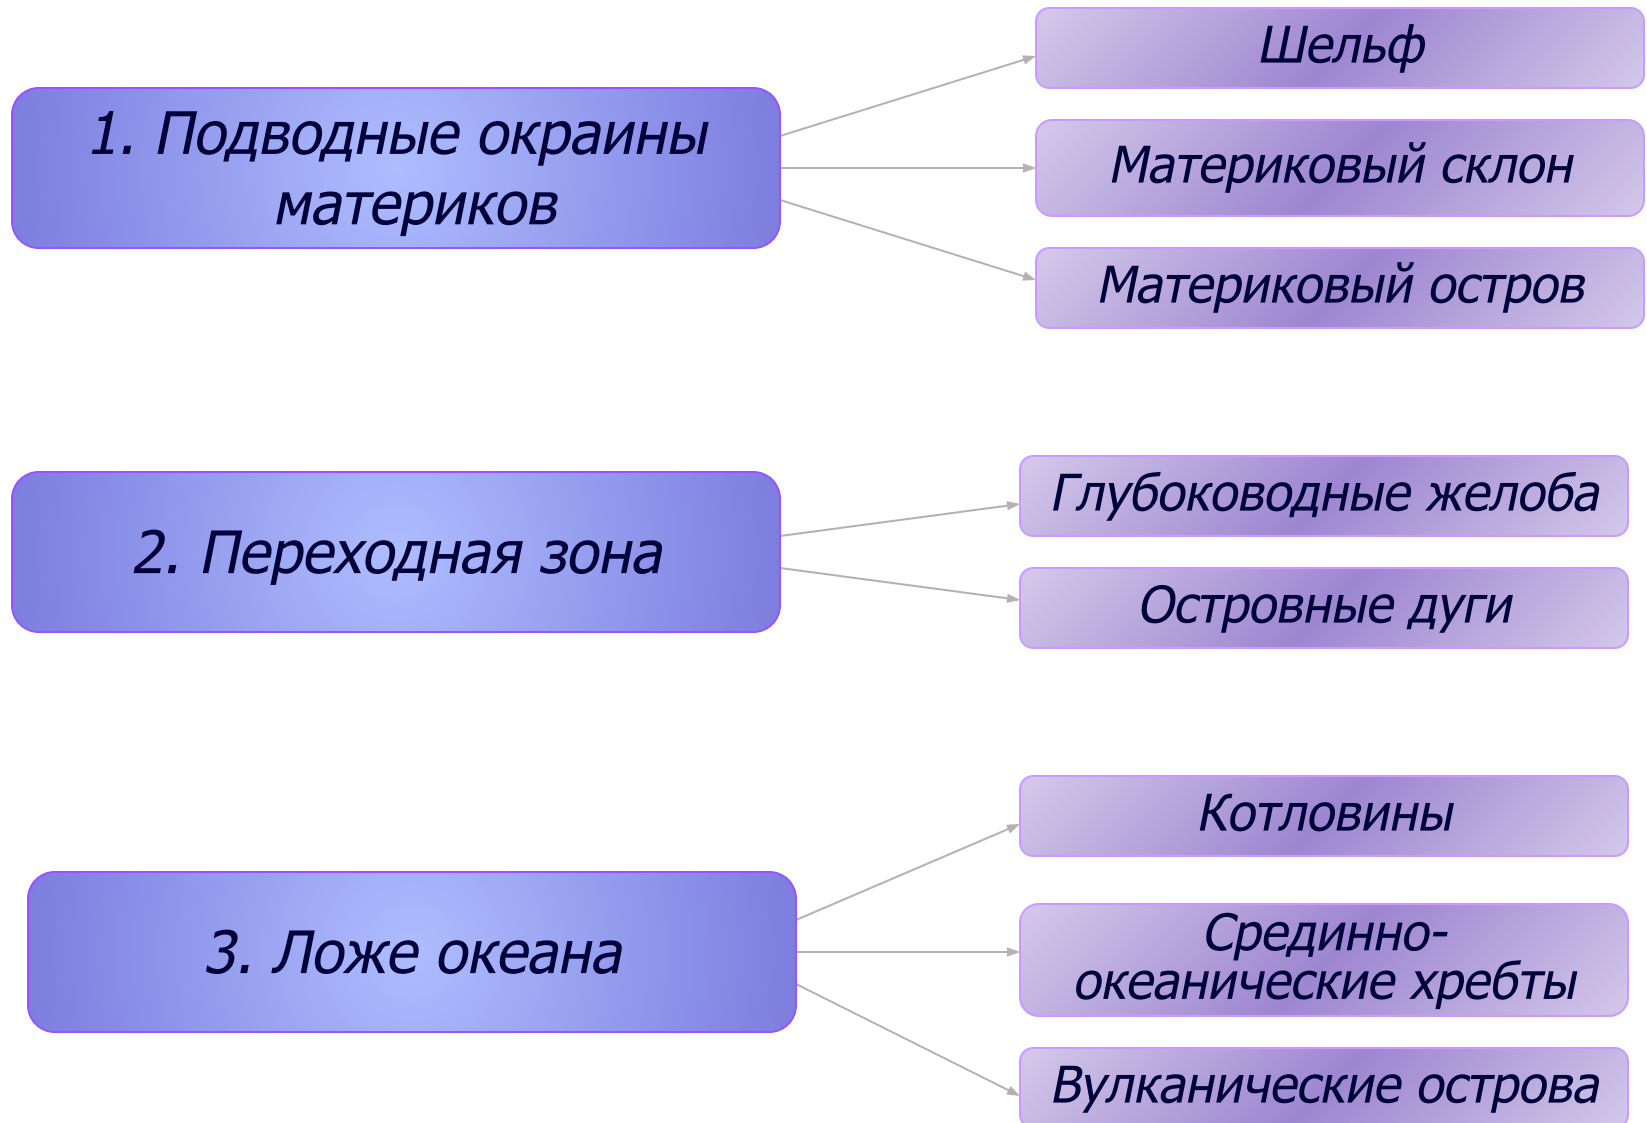 1. Подводные окраины
материков
Шельф
Материковый склон
Материковый остров
2. Переходная зона
Глубоководные желоба
Островные дуги
3. Ложе океана
Котловины
Срединно-
океанические хребты
Вулканические острова